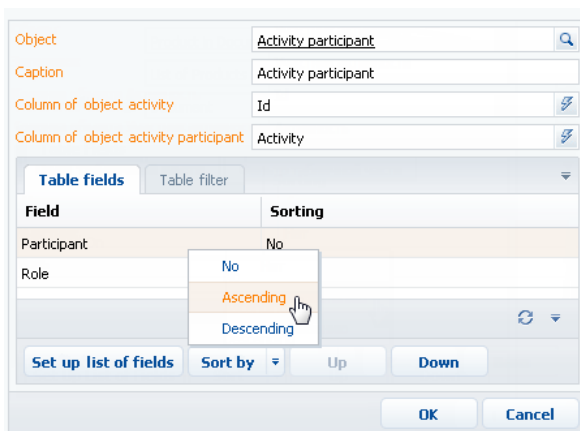 Object Activity participant
Caption Activity participant
Column of object activity Id
Column of object activity participant Activity
Table fields Table filter
Field Sorting
Participant No
Role
No
Ascending
Descending
Set up list of fields Sort by Up Down
OK Cancel